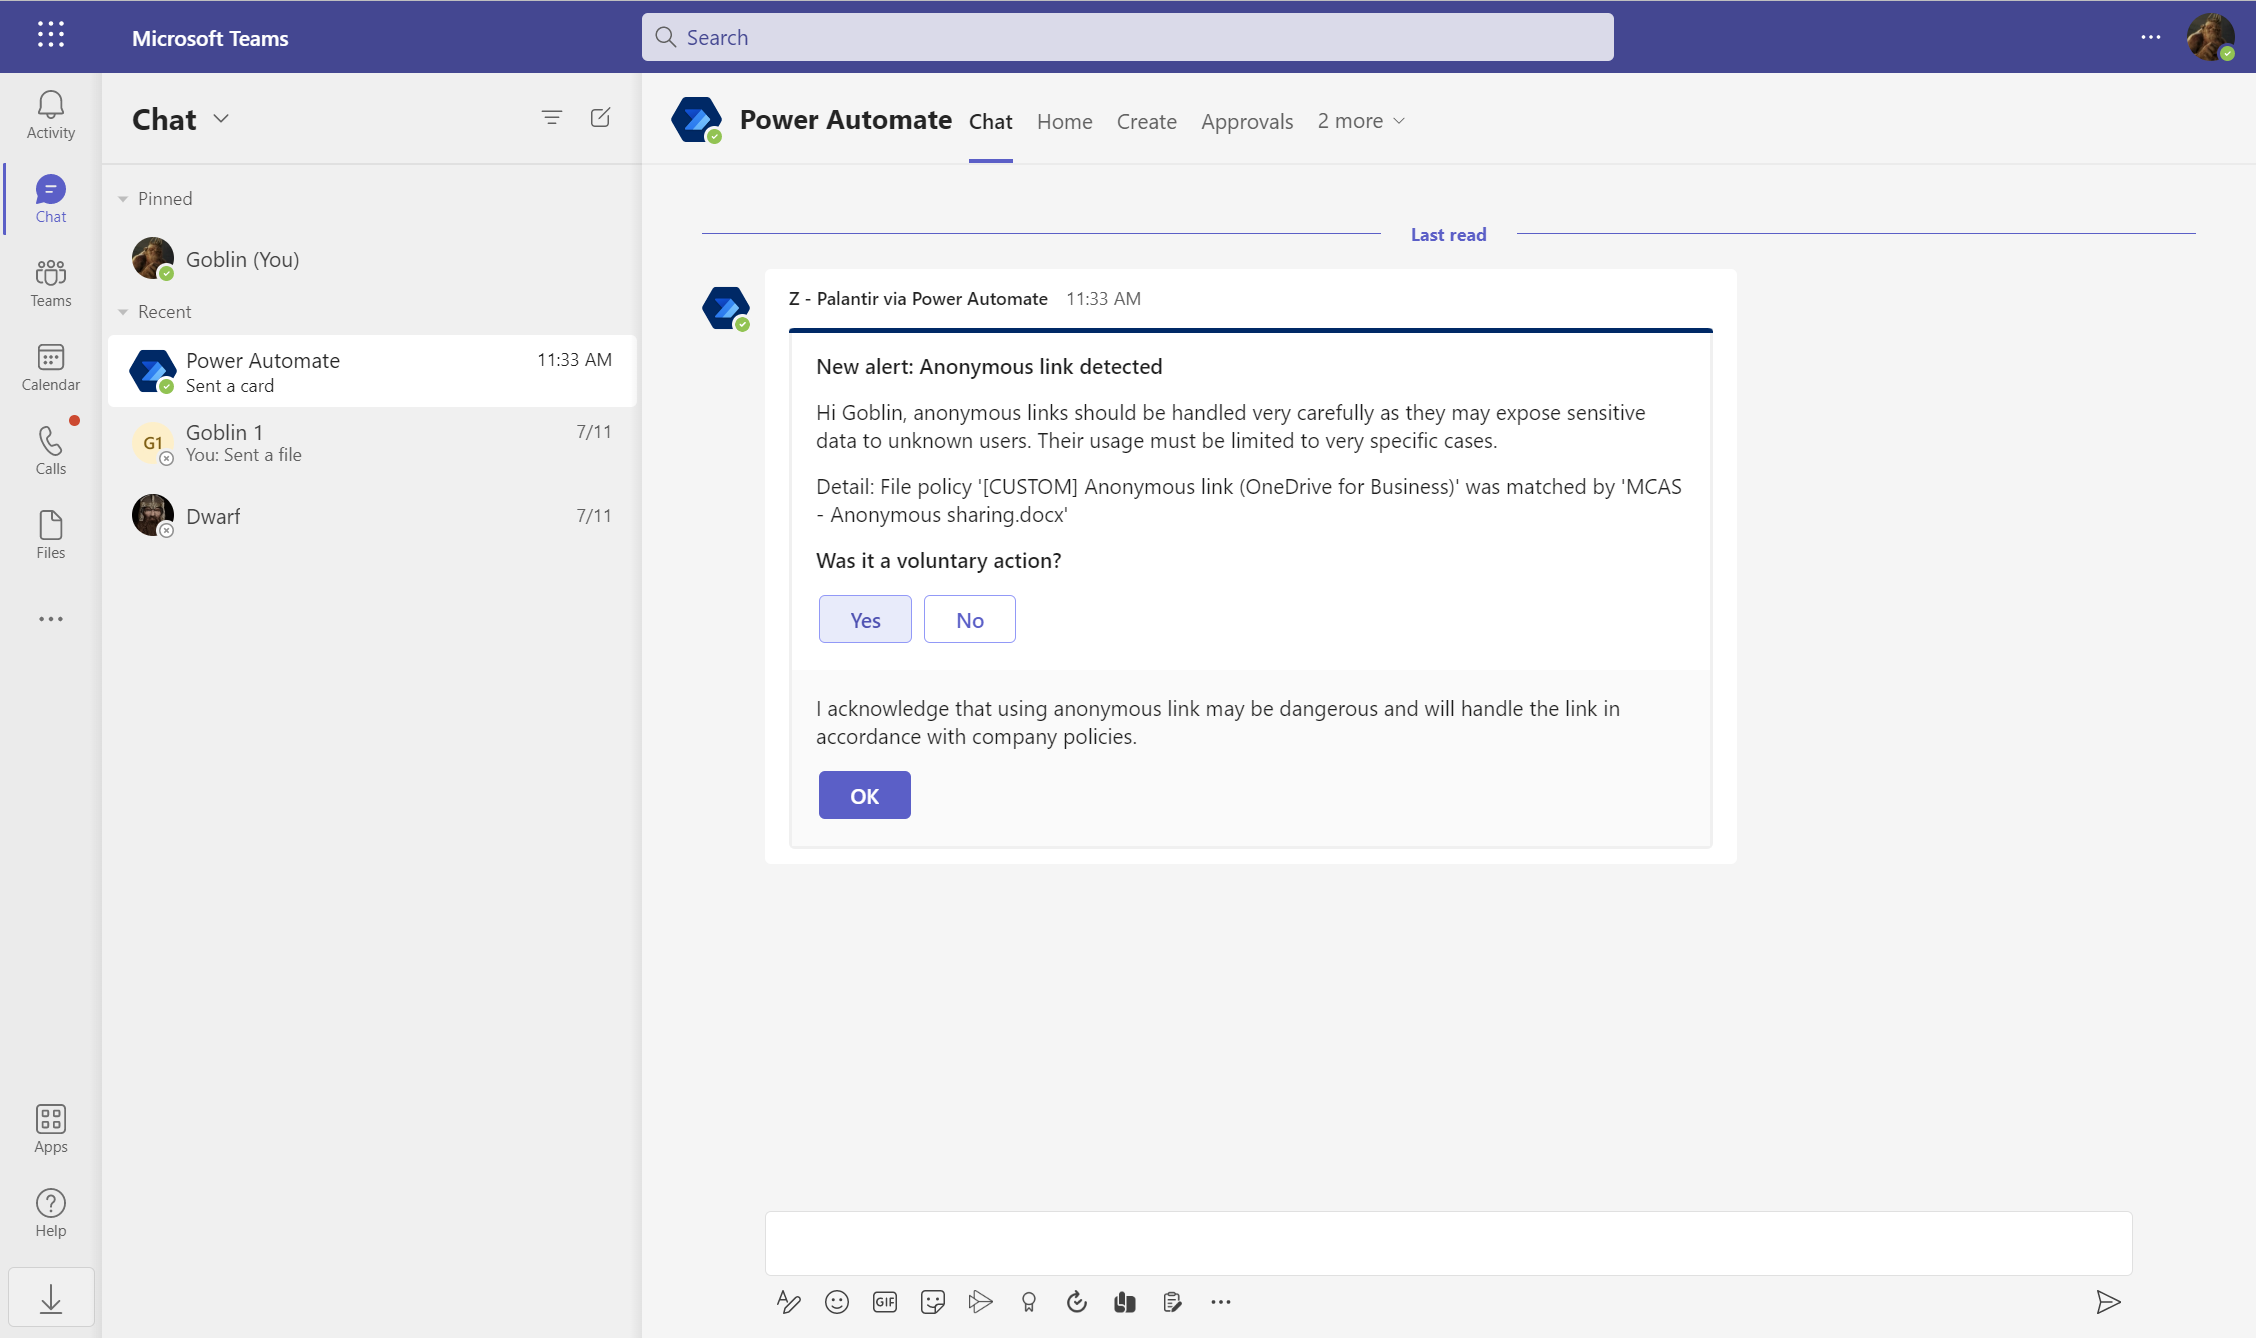 Microsoft Teams
Search
Activity
Chat
Teams
Calendar
Calls
Files
Apps
Help
Chat
Pinned
Goblin (You)
Recent
Power Automate 11:33 AM
Sent a card
G1
Goblin 1 7/11
You: Sent a file
Dwarf 7/11
Power Automate Chat Home Create Approvals 2 more
Last read
Z - Palantir via Power Automate 11:33 AM
New alert: Anonymous link detected
Hi Goblin, anonymous links should be handled very carefully as they may expose sensitive
data to unknown users. Their usage must be limited to very specific cases.
Detail: File policy '[CUSTOM] Anonymous link (OneDrive for Business)' was matched by 'MCAS
- Anonymous sharing.docx'
Was it a voluntary action?
Yes No
I acknowledge that using anonymous link may be dangerous and will handle the link in
accordance with company policies.
OK
GIF